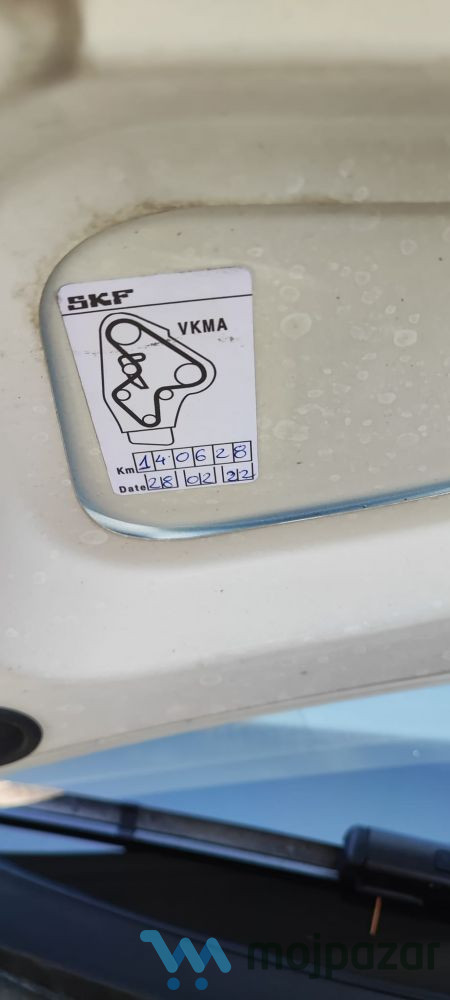 SKF
VKMA
Km 140628
Date 28 02 22
mojpazar